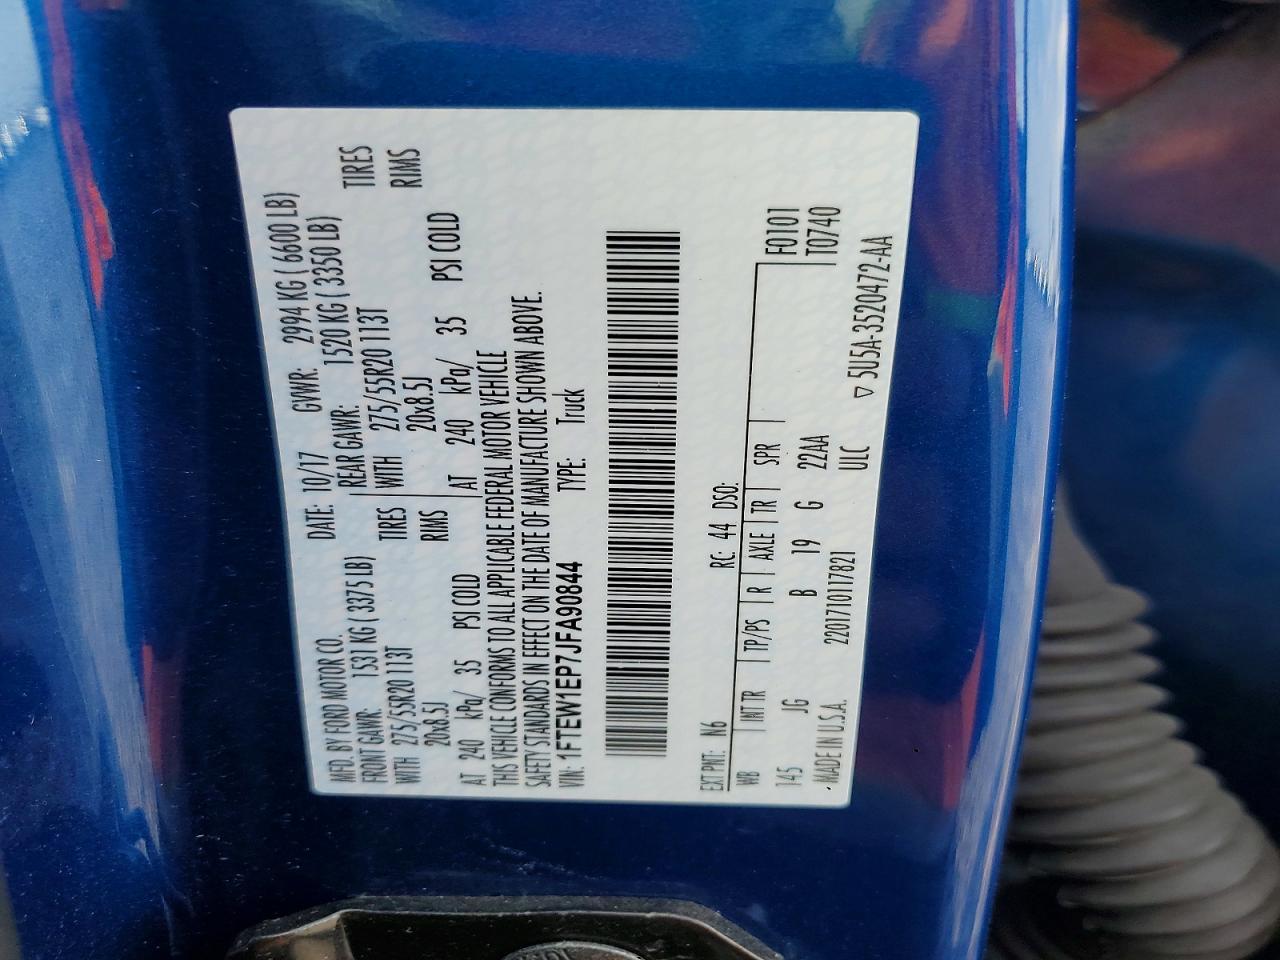 MFD. BY FORD MOTOR CO.
DATE: 10/17 GVWR: 2994 KG ( 6600 LB)
FRONT GAWR: 1531 KG ( 3375 LB) REAR GAWR: 1520 KG ( 3350 LB)
WITH 275/55R20 113T TIRES WITH 275/55R20 113T TIRES
20x8.5J RIMS 20x8.5J RIMS
AT 240 kPa/ 35 PSI COLD AT 240 kPa/ 35 PSI COLD
THIS VEHICLE CONFORMS TO ALL APPLICABLE FEDERAL MOTOR VEHICLE
SAFETY STANDARDS IN EFFECT ON THE DATE OF MANUFACTURE SHOWN ABOVE.
VIN: 1FTEW1EP7JFA90844 TYPE: Truck
EXT PNT: N6 RC: 44 DSO:
WB INT TR TP/PS R AXLE TR SPR F0101
145 JG B 19 G 22AA T0740
MADE IN U.S.A. 220171011 7821 ULC ▽ 5U5A-3520472-AA